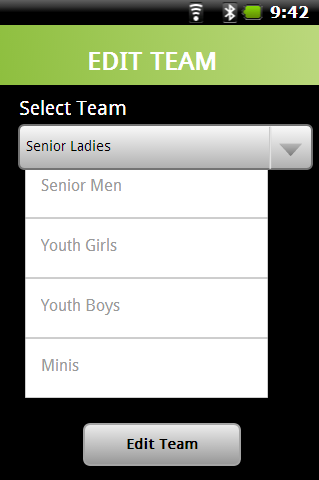 9:42
EDIT TEAM
Select Team
Senior Ladies
Senior Men
Youth Girls
Youth Boys
Minis
Edit Team